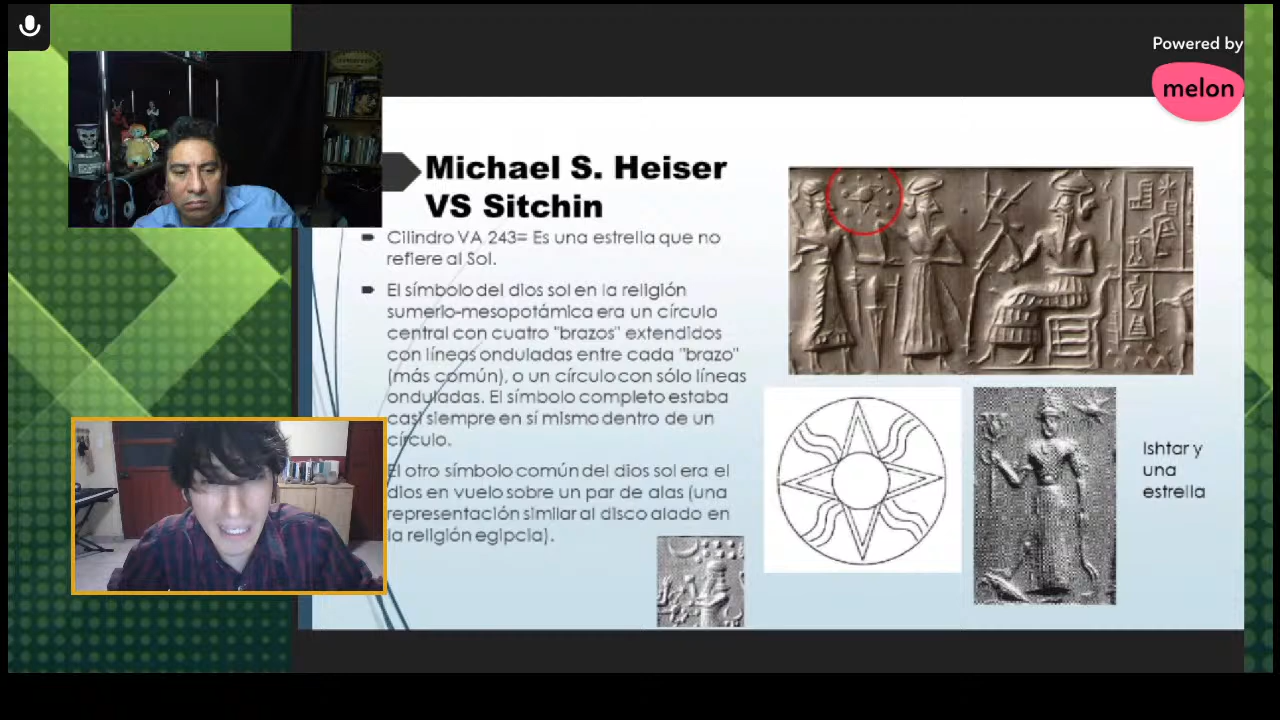 Powered by
melon
Michael S. Heiser
VS Sitchin
Cilindro VA 243= Es una estrella que no
refiere al Sol.
El símbolo del dios sol en la religión
sumerio-mesopotámica era un círculo
central con cuatro "brazos" extendidos
con líneas onduladas entre cada "brazo"
(más común), o un círculo con sólo líneas
onduladas. El símbolo completo estaba
casi siempre en sí mismo dentro de un
círculo.
El otro símbolo común del dios sol era el
dios en vuelo sobre un par de alas (una
representación similar al disco alado en
la religión egipcia).
Ishtar y
una
estrella